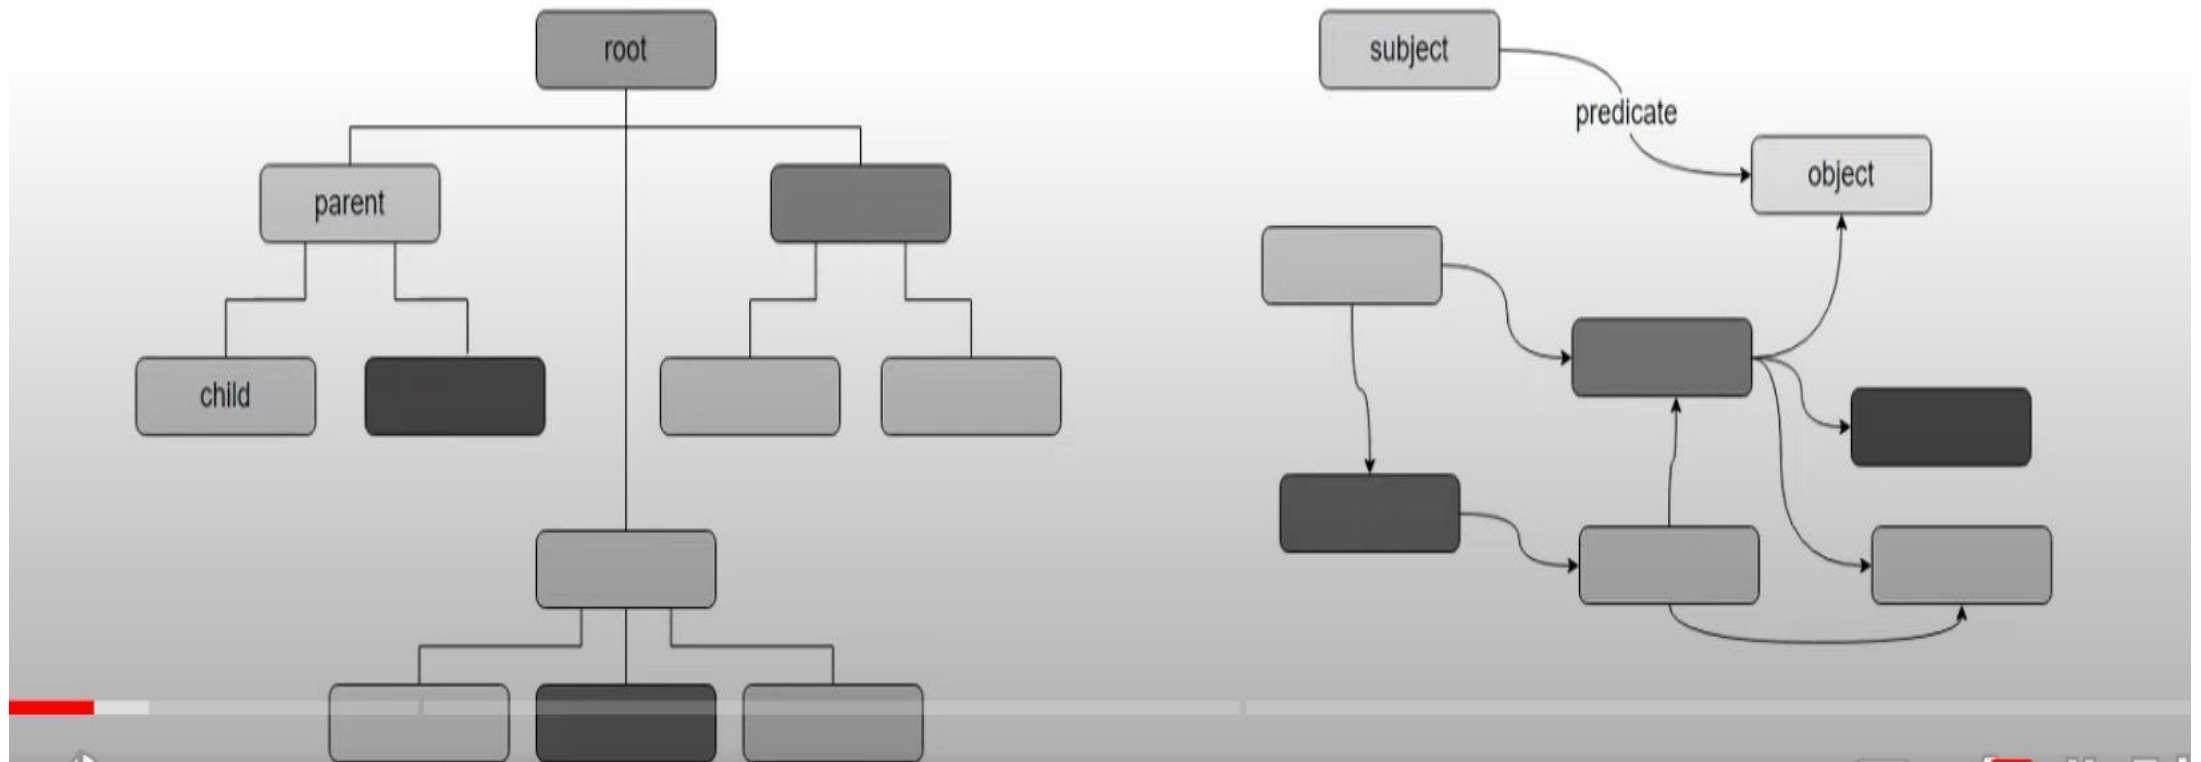 root
parent
child
subject
predicate
object